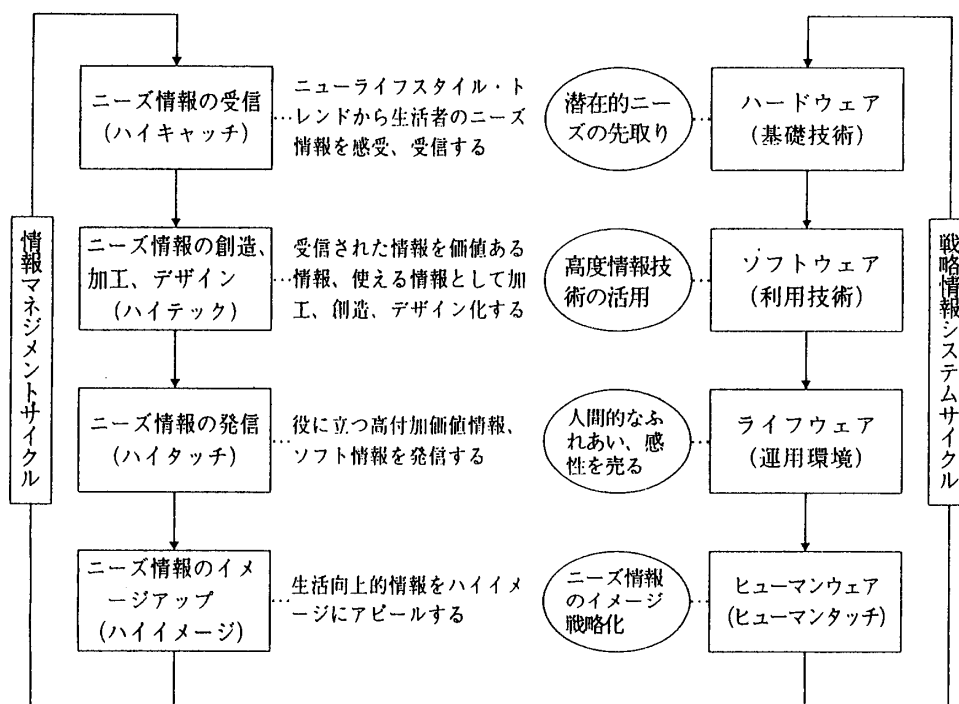 ニーズ情報の受信
(ハイキャッチ)
ニューライフスタイル・ト
レンドから生活者のニーズ
情報を感受、受信する
潜在的ニー
ズの先取り
ハードウェア
(基礎技術)
情報マネジメントサイクル
ニーズ情報の創造、
加工、デザイン
(ハイテック)
受信された情報を価値ある
情報、使える情報として加
工、創造、デザイン化する
高度情報技
術の活用
ソフトウェア
(利用技術)
戦略情報システムサイクル
ニーズ情報の発信
(ハイタッチ)
役に立つ高付加価値情報、
ソフト情報を発信する
人間的なふ
れあい、感
性を売る
ライフウェア
(運用環境)
ニーズ情報のイメ
ージアップ
(ハイイメージ)
生活向上的情報をハイイメ
ージにアピールする
ニーズ情報
のイメージ
戦略化
ヒューマンウェア
(ヒューマンタッチ)